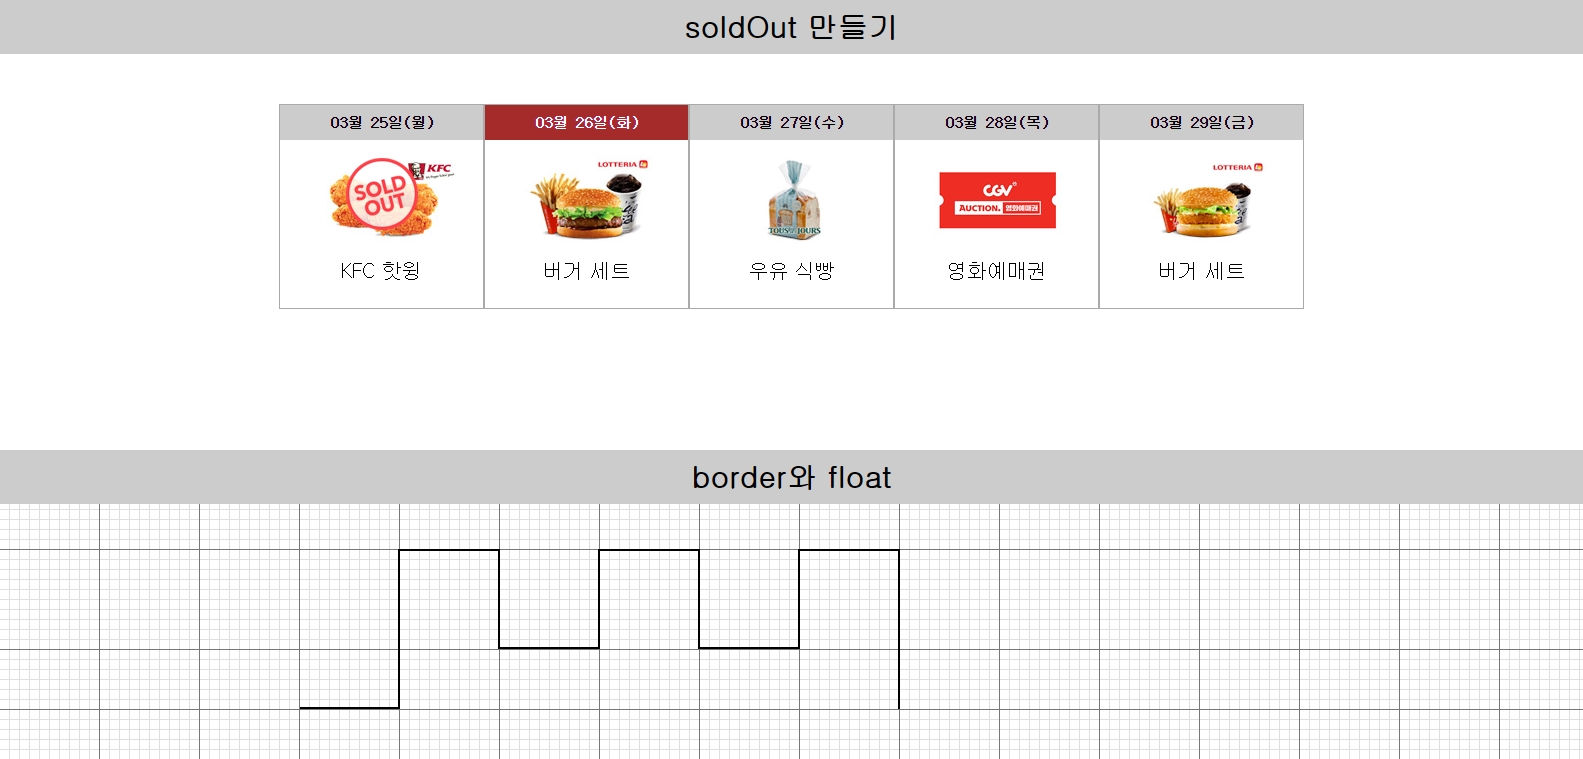 soldOut 만들기
03월 25일(월)
03월 26일(화)
03월 27일(수)
03월 28일(목)
03월 29일(금)
KFC
SOLD
OUT
LOTTERIA
TOUS les JOURS
CGV
AUCTION. 영화예매권
LOTTERIA
KFC 핫윙
버거 세트
우유 식빵
영화예매권
버거 세트
border와 float